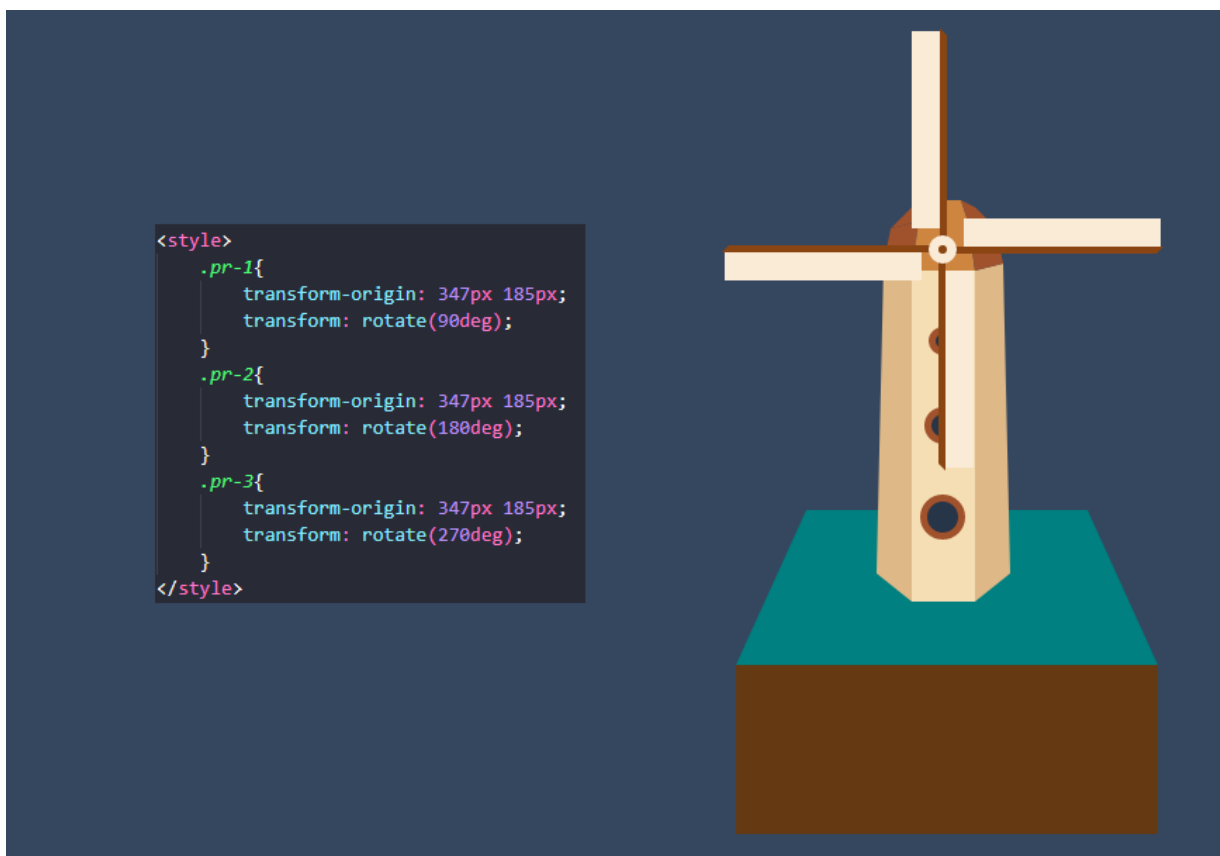 <style>
.pr-1{
transform-origin: 347px 185px;
transform: rotate(90deg);
}
.pr-2{
transform-origin: 347px 185px;
transform: rotate(180deg);
}
.pr-3{
transform-origin: 347px 185px;
transform: rotate(270deg);
}
</style>